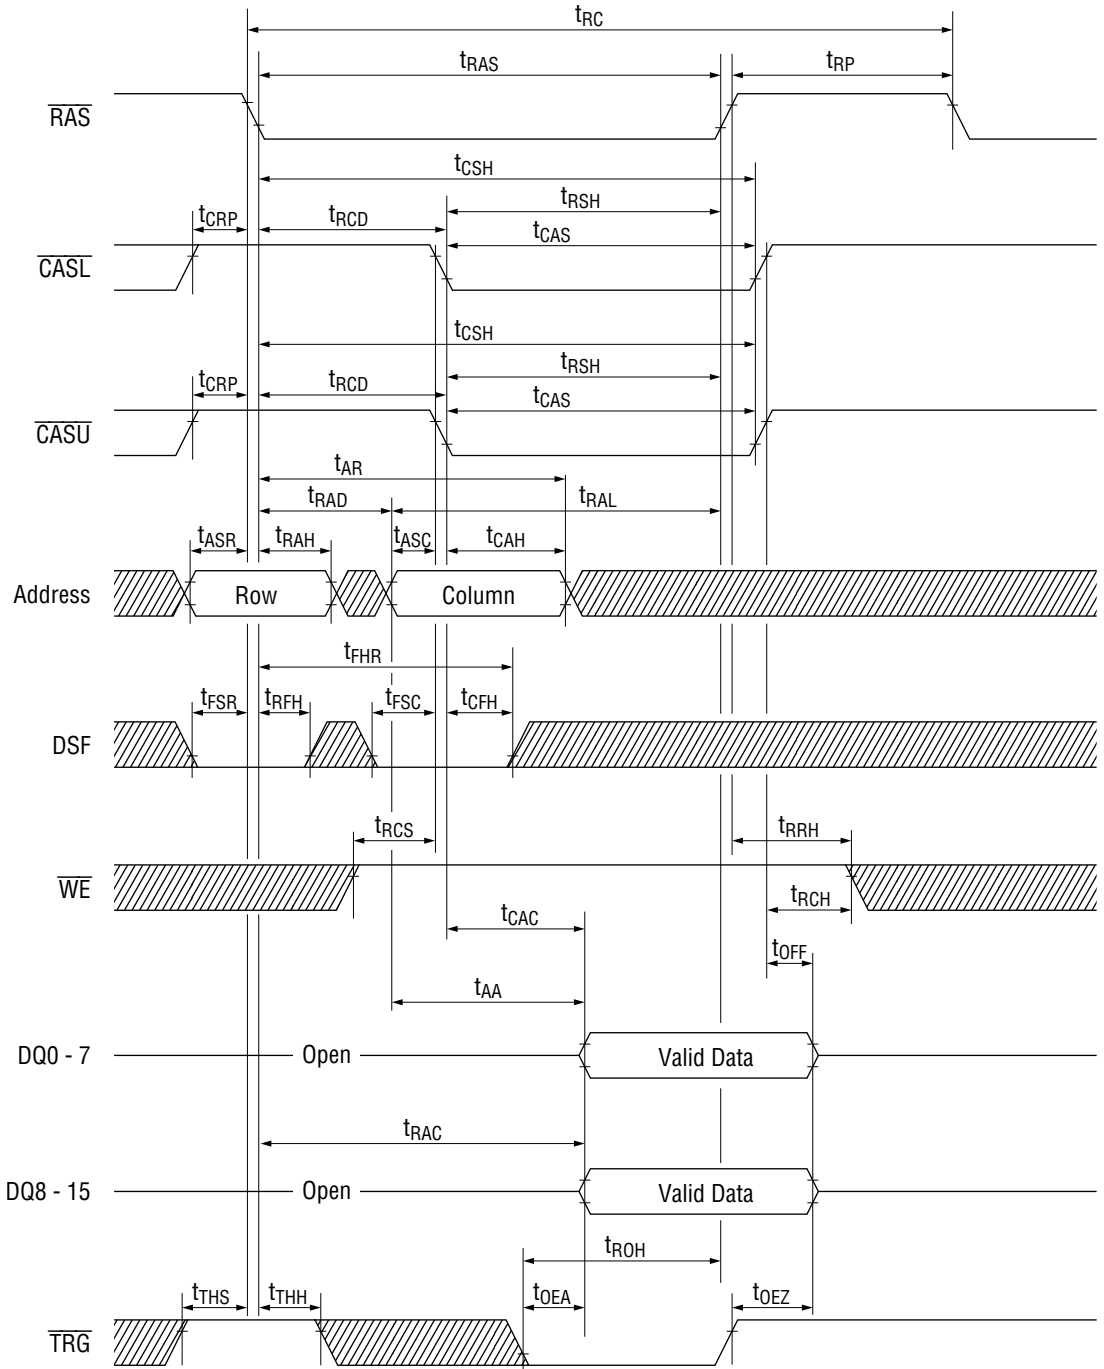 tRC
tRAS tRP
RAS
tCSH
tRSH
tCRP tRCD tCAS
CASL
tCSH
tRSH
tCRP tRCD tCAS
CASU
tAR
tRAD tRAL
tASR tRAH tASC tCAH
Address Row Column
tFHR
tFSR tRFH tFSC tCFH
DSF
tRCS tRRH
WE
tRCH
tCAC
tOFF
tAA
DQ0 - 7 Open Valid Data
tRAC
DQ8 - 15 Open Valid Data
tROH
tTHS tTHH tOEA tOEZ
TRG